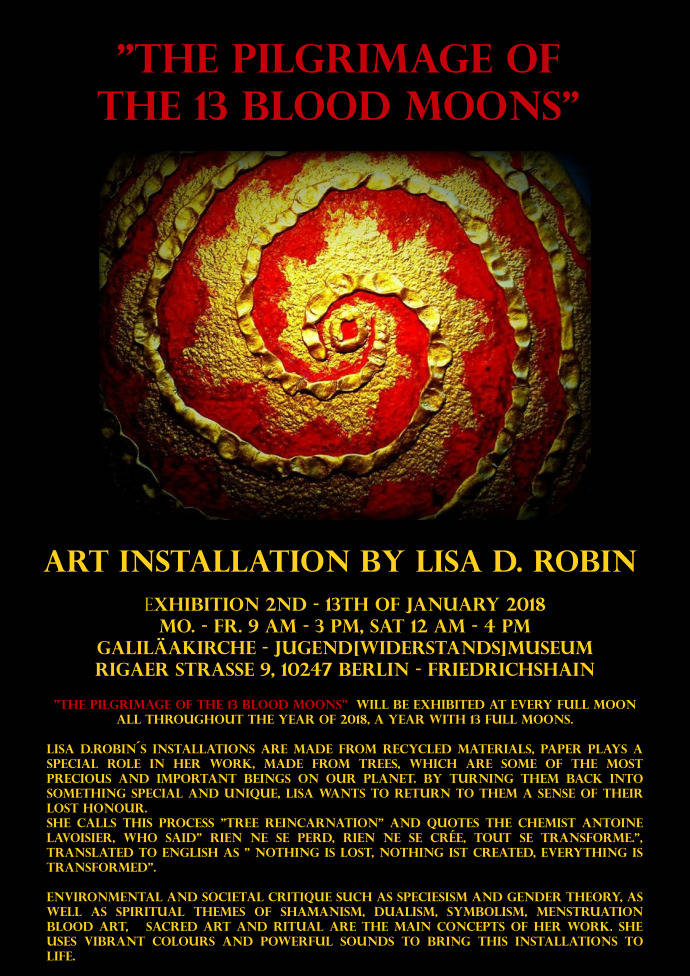 ”THE PILGRIMAGE OF
THE 13 BLOOD MOONS”
ART INSTALLATION BY LISA D. ROBIN
EXHIBITION 2ND - 13TH OF JANUARY 2018
MO. - FR. 9 AM - 3 PM, SAT 12 AM - 4 PM
GALILÄAKIRCHE - JUGEND[WIDERSTANDS]MUSEUM
RIGAER STRASSE 9, 10247 BERLIN - FRIEDRICHSHAIN
”THE PILGRIMAGE OF THE 13 BLOOD MOONS” WILL BE EXHIBITED AT EVERY FULL MOON
ALL THROUGHOUT THE YEAR OF 2018, A YEAR WITH 13 FULL MOONS.
LISA D.ROBIN´S INSTALLATIONS ARE MADE FROM RECYCLED MATERIALS, PAPER PLAYS A
SPECIAL ROLE IN HER WORK, MADE FROM TREES, WHICH ARE SOME OF THE MOST
PRECIOUS AND IMPORTANT BEINGS ON OUR PLANET. BY TURNING THEM BACK INTO
SOMETHING SPECIAL AND UNIQUE, LISA WANTS TO RETURN TO THEM A SENSE OF THEIR
LOST HONOUR.
SHE CALLS THIS PROCESS ”TREE REINCARNATION” AND QUOTES THE CHEMIST ANTOINE
LAVOISIER, WHO SAID” RIEN NE SE PERD, RIEN NE SE CRÉE, TOUT SE TRANSFORME.”,
TRANSLATED TO ENGLISH AS ” NOTHING IS LOST, NOTHING IST CREATED, EVERYTHING IS
TRANSFORMED”.
ENVIRONMENTAL AND SOCIETAL CRITIQUE SUCH AS SPECIESISM AND GENDER THEORY, AS
WELL AS SPIRITUAL THEMES OF SHAMANISM, DUALISM, SYMBOLISM, MENSTRUATION
BLOOD ART, SACRED ART AND RITUAL ARE THE MAIN CONCEPTS OF HER WORK. SHE
USES VIBRANT COLOURS AND POWERFUL SOUNDS TO BRING THIS INSTALLATIONS TO
LIFE.